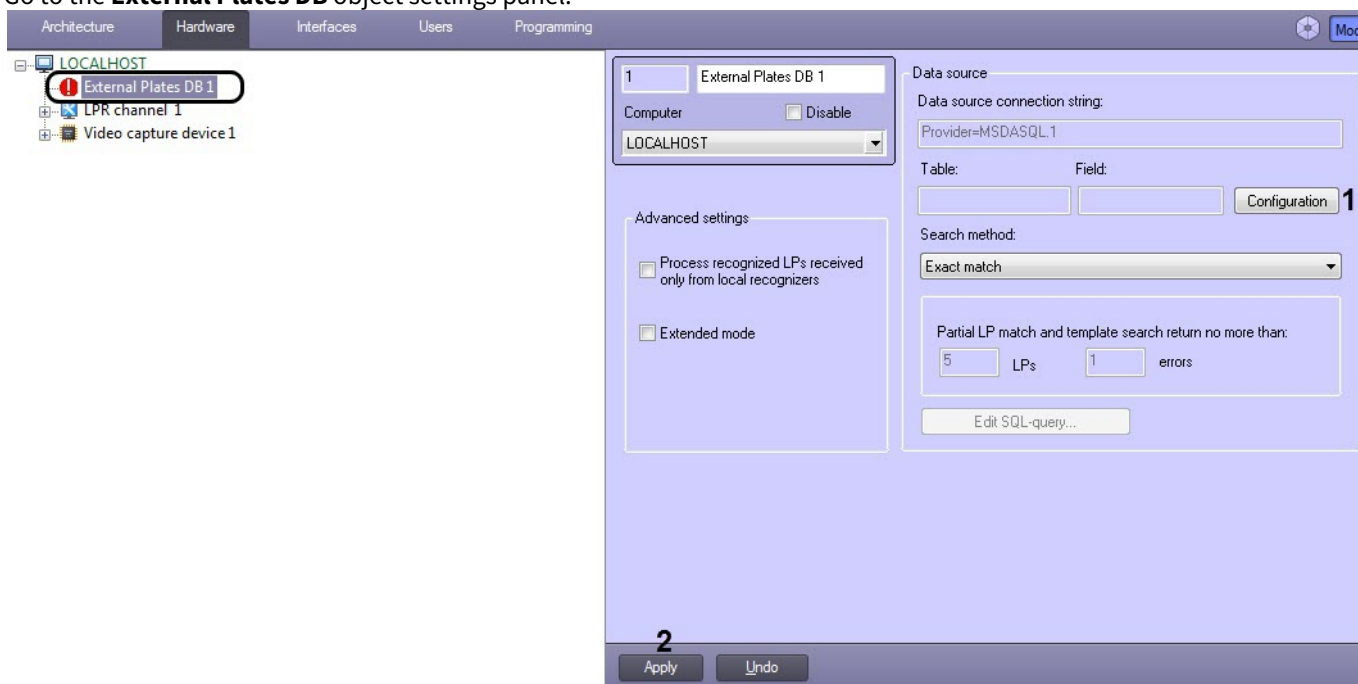 Go to the External Plates DB object settings panel.
Architecture Hardware Interfaces Users Programming
LOCALHOST
External Plates DB 1
LPR channel 1
Video capture device 1
1 External Plates DB 1
Computer Disable
LOCALHOST
Advanced settings
Process recognized LPs received
only from local recognizers
Extended mode
Data source
Data source connection string:
Provider=MSDASQL.1
Table: Field:
Configuration 1
Search method:
Exact match
Partial LP match and template search return no more than:
5 LPs 1 errors
Edit SQL-query...
2
Apply Undo